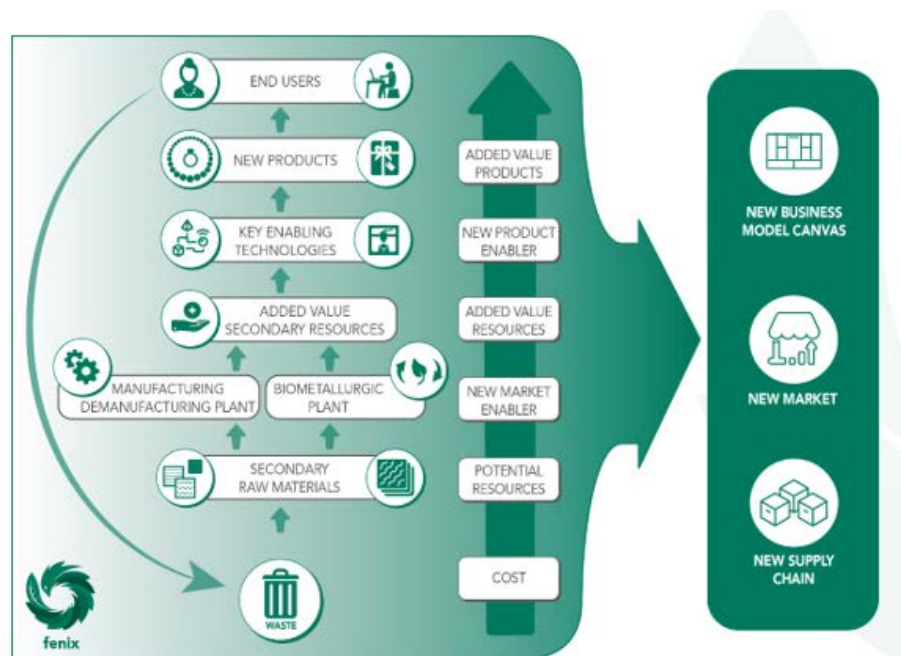 END USERS
NEW PRODUCTS
KEY ENABLING
TECHNOLOGIES
ADDED VALUE
SECONDARY RESOURCES
MANUFACTURING
DEMANUFACTURING PLANT
BIOMETALLURGIC
PLANT
SECONDARY
RAW MATERIALS
WASTE
fenix
ADDED VALUE
PRODUCTS
NEW PRODUCT
ENABLER
ADDED VALUE
RESOURCES
NEW MARKET
ENABLER
POTENTIAL
RESOURCES
COST
NEW BUSINESS
MODEL CANVAS
NEW MARKET
NEW SUPPLY
CHAIN